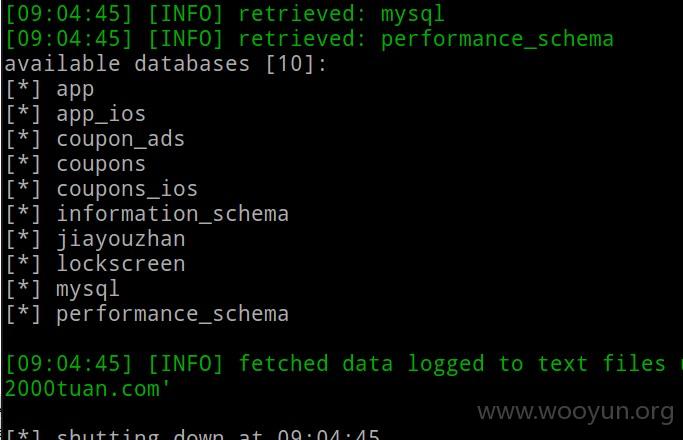 [09:04:45] [INFO] retrieved: mysql
[09:04:45] [INFO] retrieved: performance_schema
available databases [10]:
[*] app
[*] app_ios
[*] coupon_ads
[*] coupons
[*] coupons_ios
[*] information_schema
[*] jiayouzhan
[*] lockscreen
[*] mysql
[*] performance_schema
[09:04:45] [INFO] fetched data logged to text files
2000tuan.com'
www.wooyun.org
[*] shutting down at 09:04:45